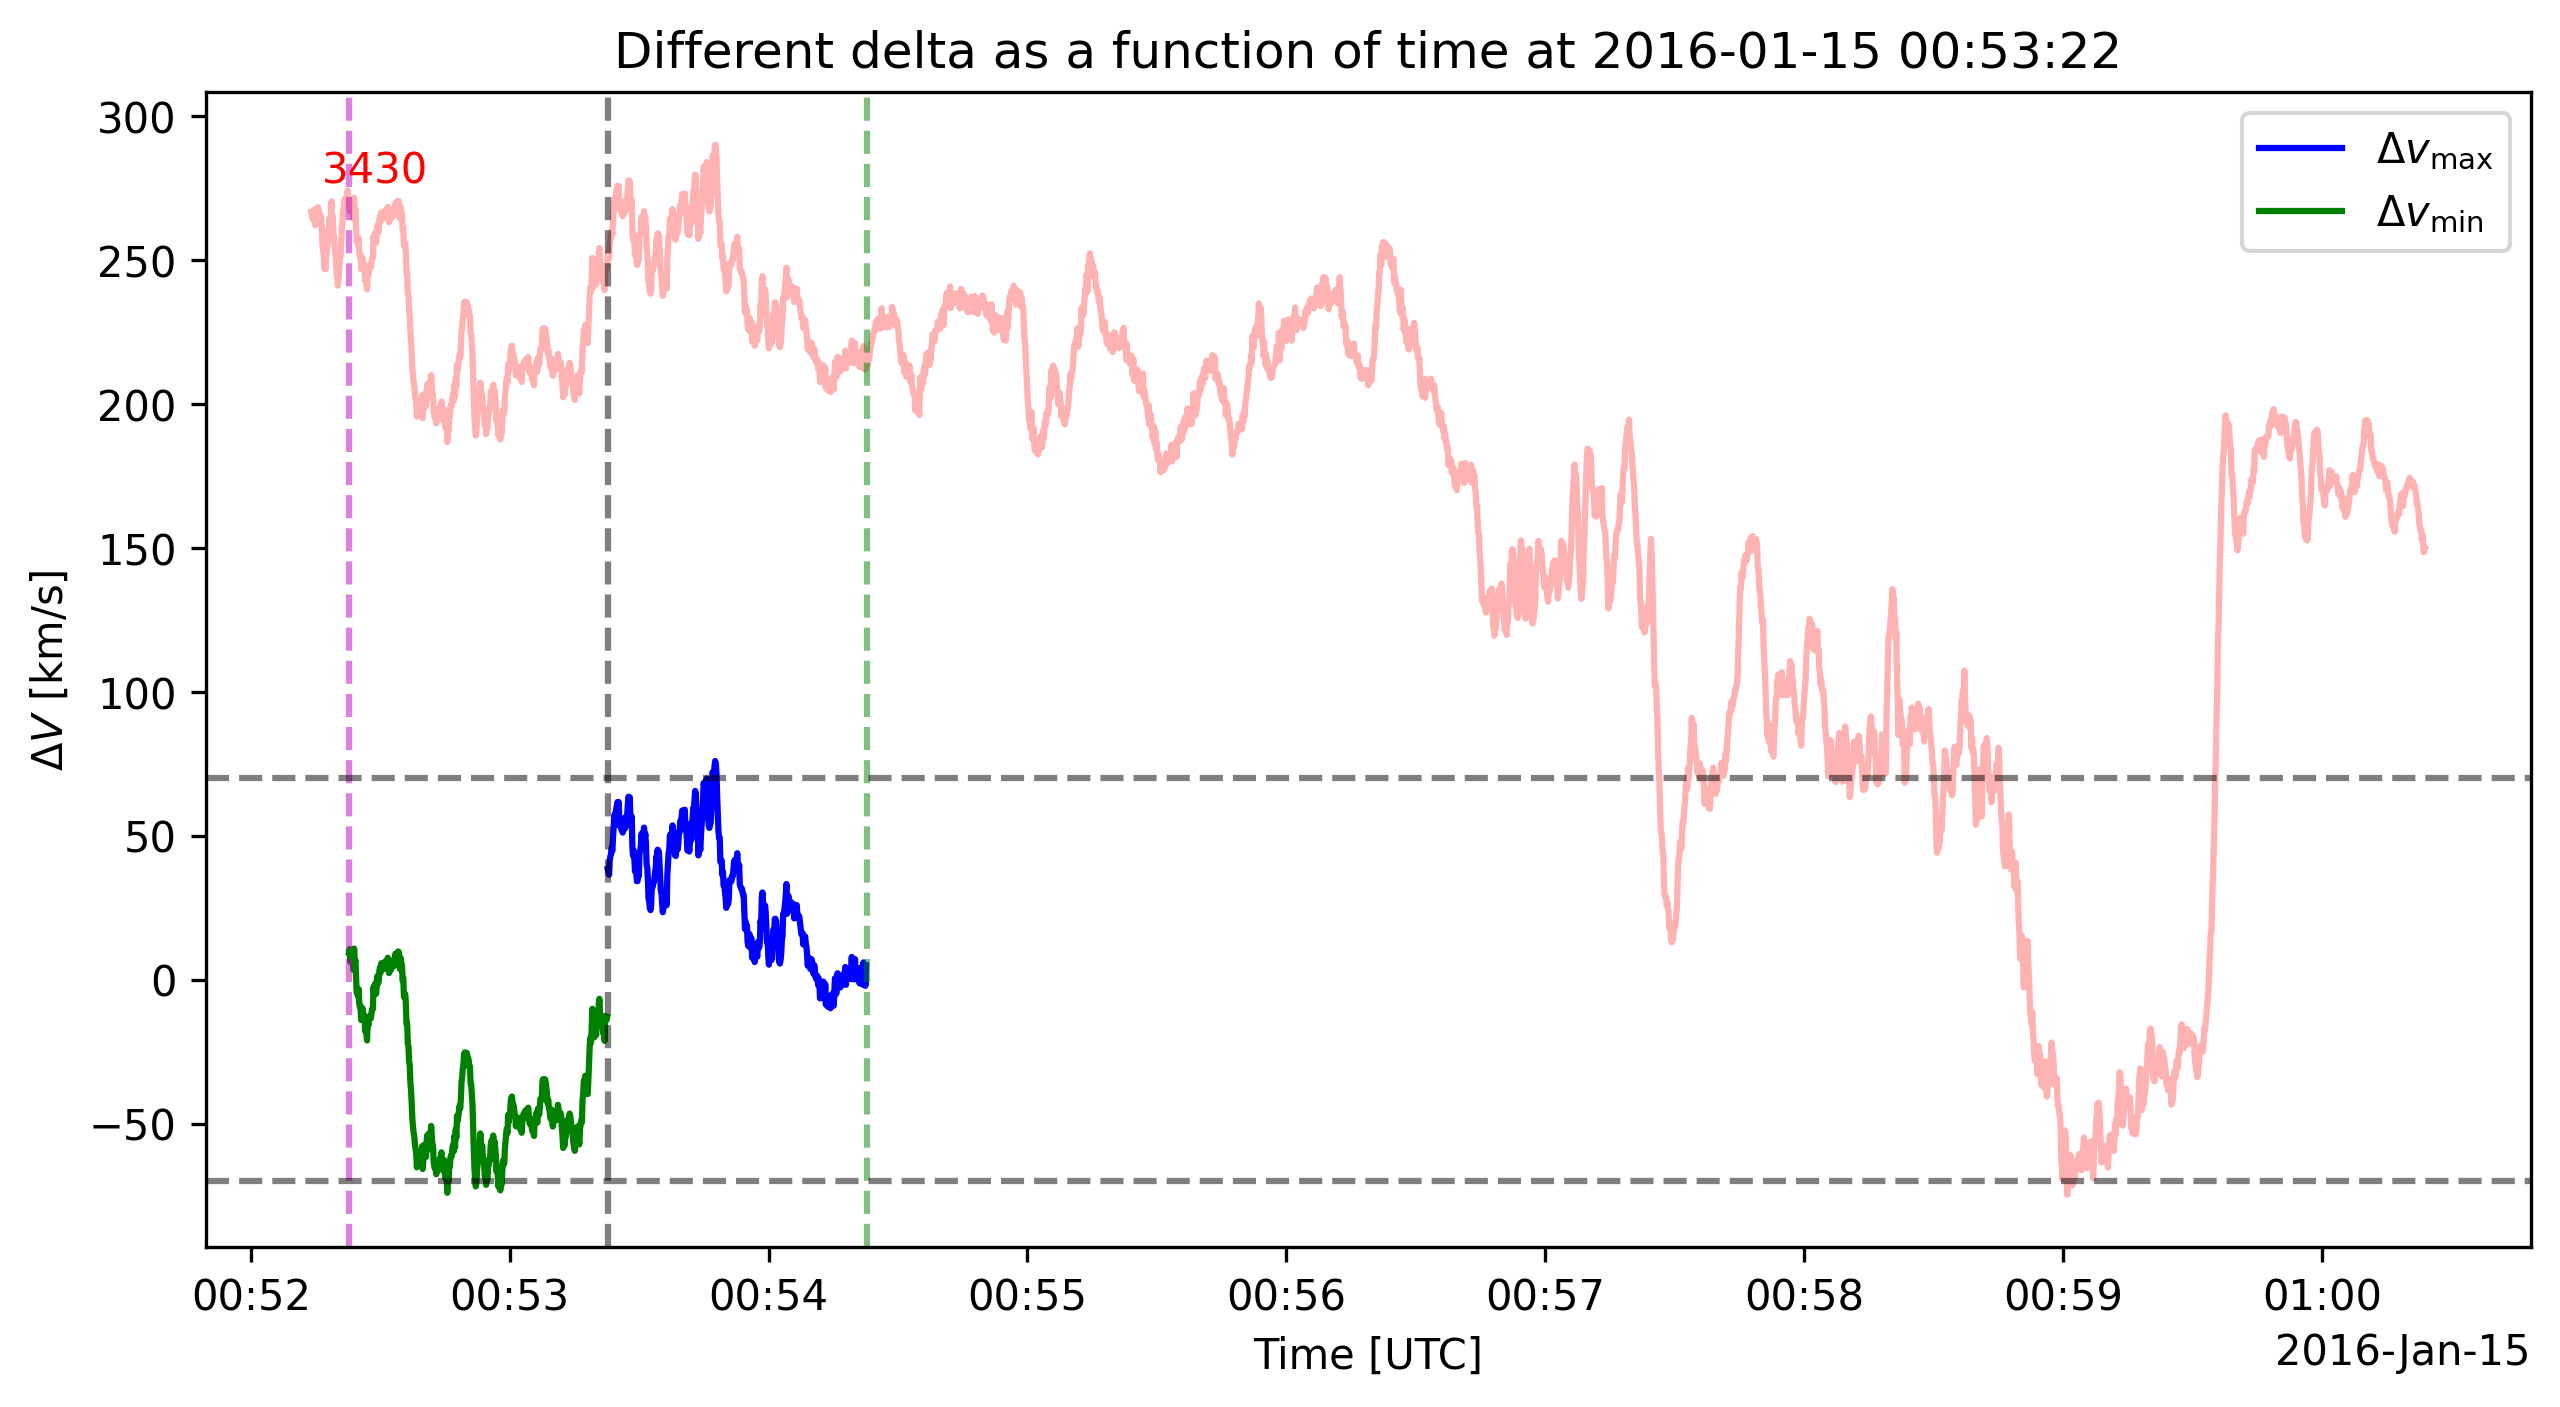 Different delta as a function of time at 2016-01-15 00:53:22
300
250
200
150
100
50
0
−50
ΔV [km/s]
3430
Δv_max
Δv_min
00:52 00:53 00:54 00:55 00:56 00:57 00:58 00:59 01:00
Time [UTC]
2016-Jan-15